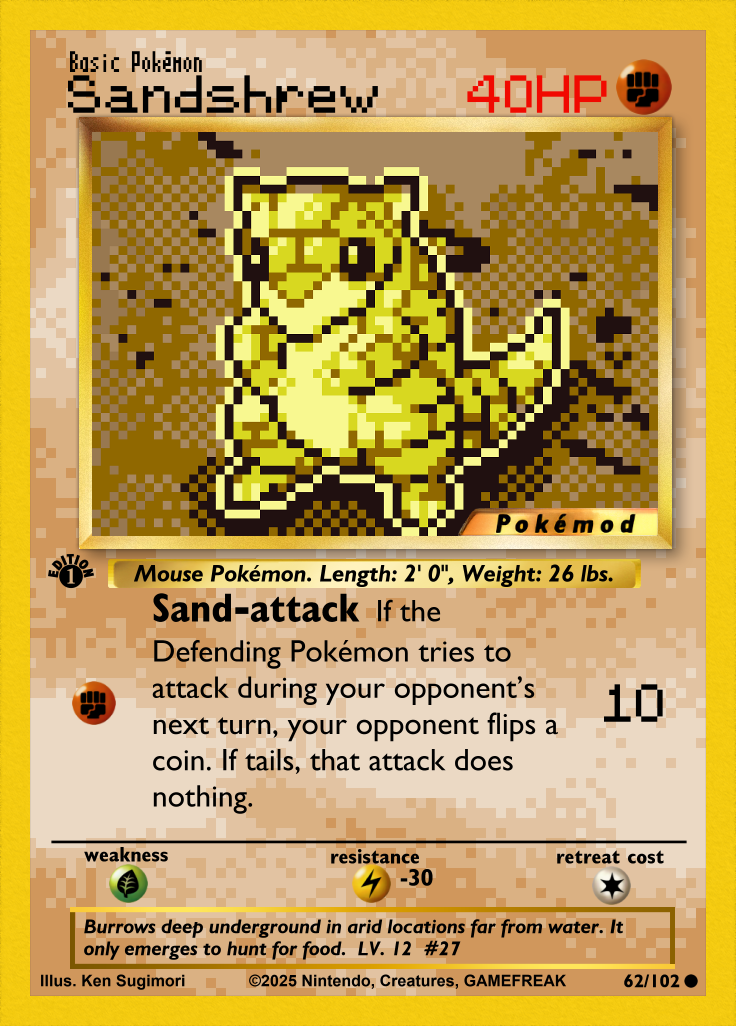 Basic Pokémon
Sandshrew 40HP
Pokémod
EDITION 1
Mouse Pokémon. Length: 2' 0", Weight: 26 lbs.
Sand-attack If the
Defending Pokémon tries to
attack during your opponent’s
next turn, your opponent flips a
coin. If tails, that attack does
nothing.
10
weakness resistance retreat cost
-30
Burrows deep underground in arid locations far from water. It
only emerges to hunt for food. LV. 12 #27
Illus. Ken Sugimori ©2025 Nintendo, Creatures, GAMEFREAK 62/102